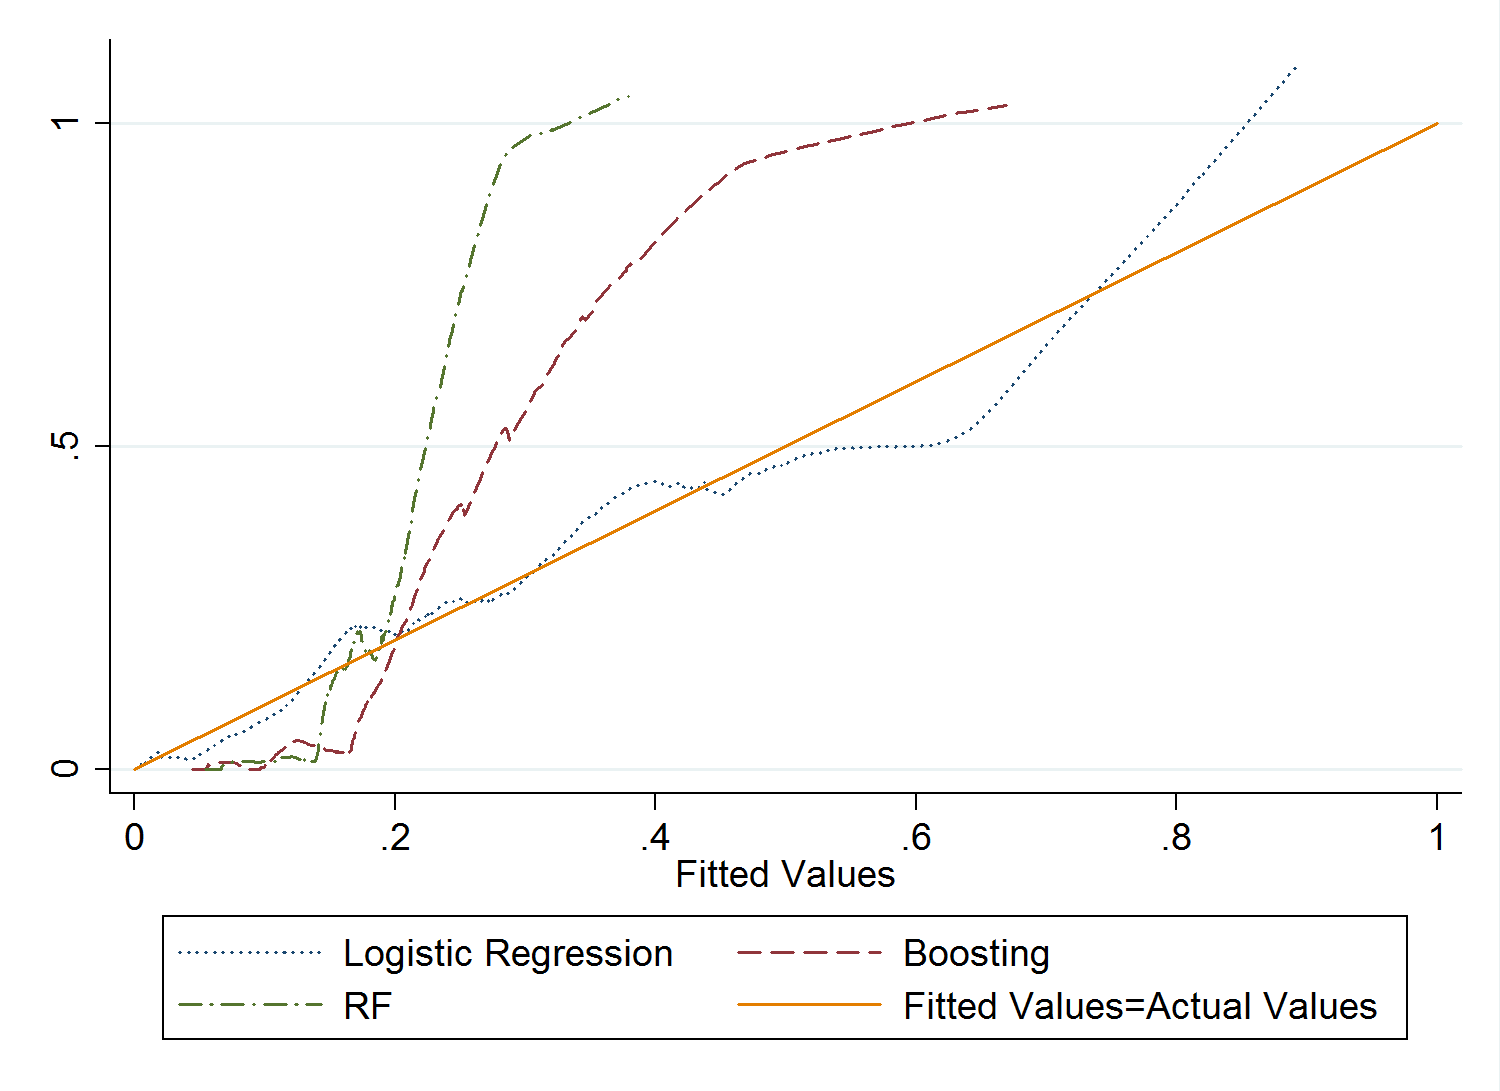 1
.5
0
0 .2 .4 .6 .8 1
Fitted Values
Logistic Regression Boosting
RF Fitted Values=Actual Values